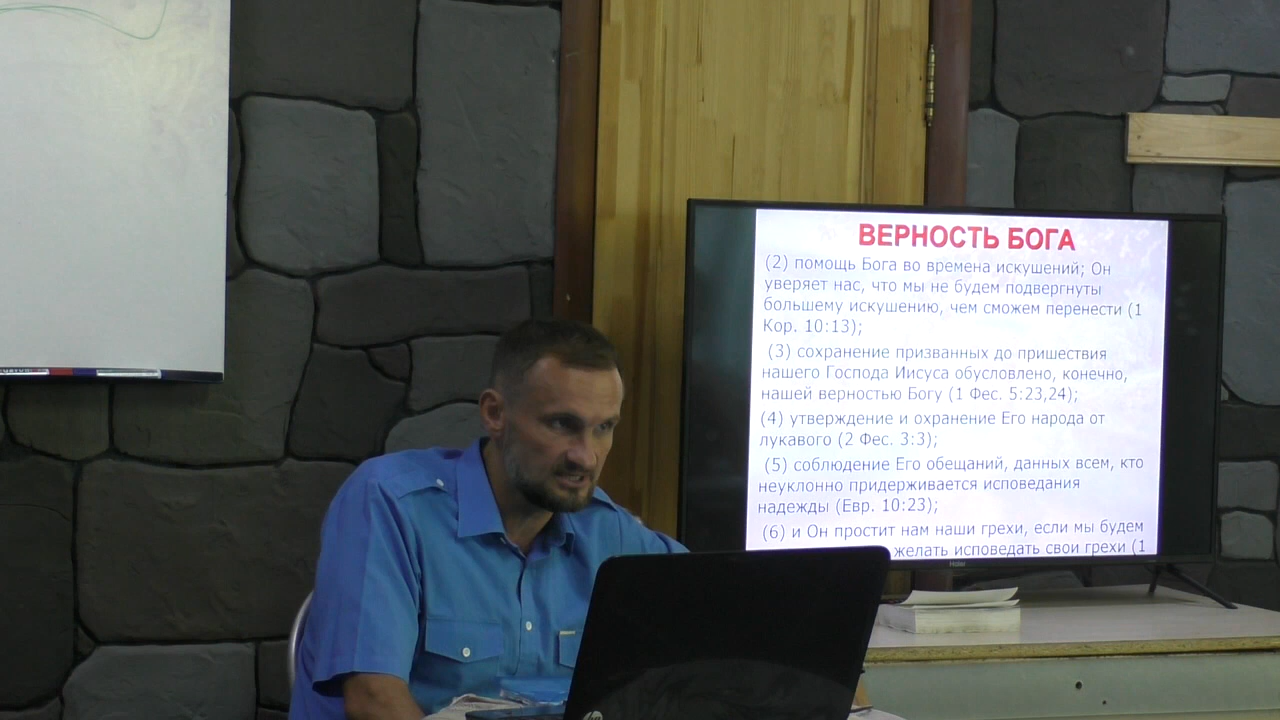 ВЕРНОСТЬ БОГА
(2) помощь Бога во времена искушений; Он
уверяет нас, что мы не будем подвергнуты
большему искушению, чем сможем перенести (1
Кор. 10:13);
(3) сохранение призванных до пришествия
нашего Господа Иисуса обусловлено, конечно,
нашей верностью Богу (1 Фес. 5:23,24);
(4) утверждение и охранение Его народа от
лукавого (2 Фес. 3:3);
(5) соблюдение Его обещаний, данных всем, кто
неуклонно придерживается исповедания
надежды (Евр. 10:23);
(6) и Он простит нам наши грехи, если мы будем
желать исповедать свои грехи (1
Haier
hp